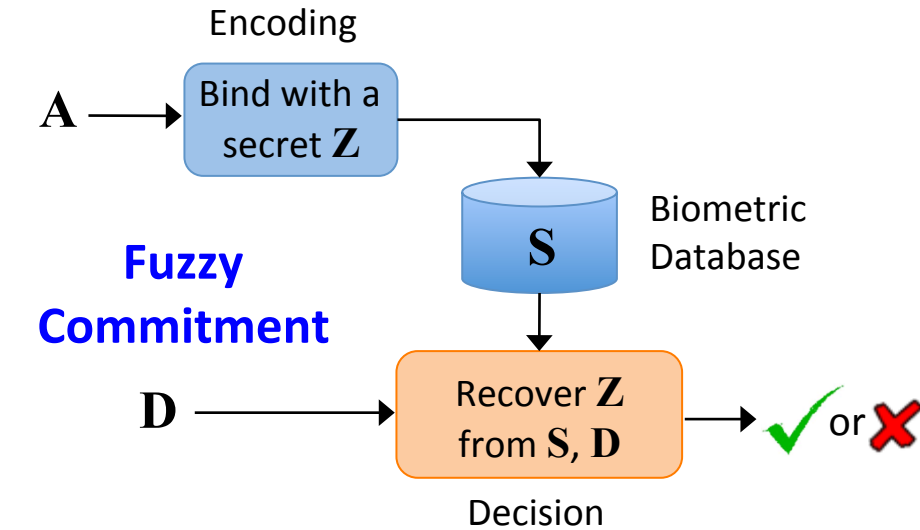 Encoding
A
Bind with a
secret Z
S
Biometric
Database
Fuzzy
Commitment
D
Recover Z
from S, D
or
Decision